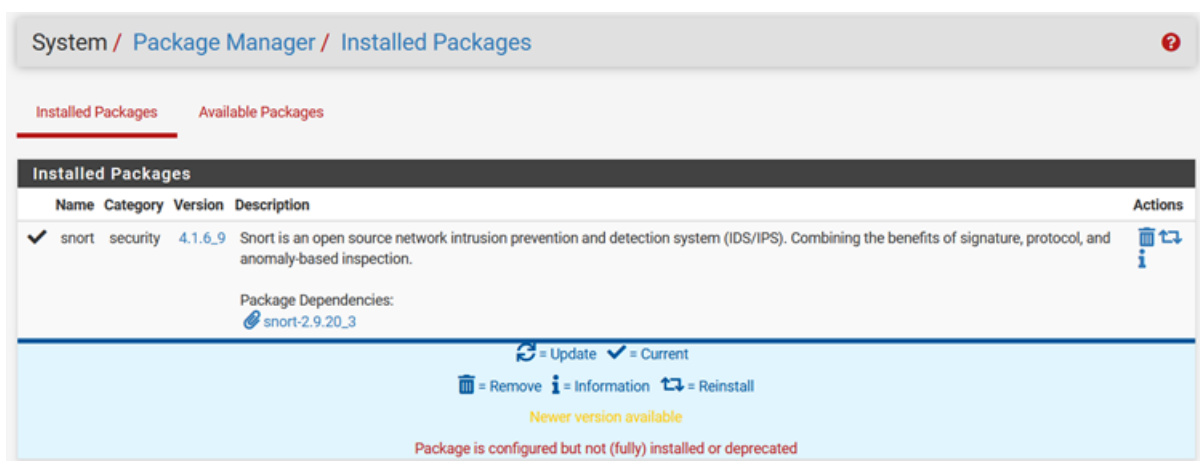 System / Package Manager / Installed Packages
Installed Packages Available Packages
Installed Packages
Name Category Version Description Actions
snort security 4.1.6_9 Snort is an open source network intrusion prevention and detection system (IDS/IPS). Combining the benefits of signature, protocol, and
anomaly-based inspection.
Package Dependencies:
snort-2.9.20_3
= Update = Current
= Remove = Information = Reinstall
Newer version available
Package is configured but not (fully) installed or deprecated